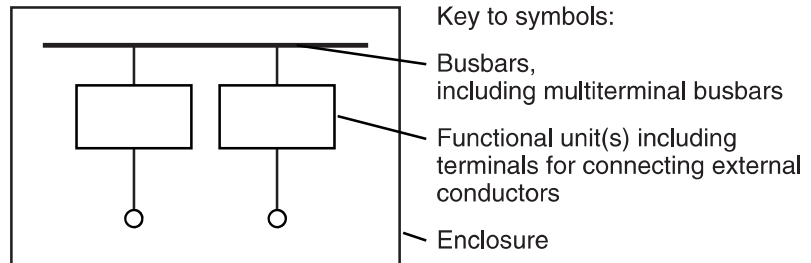 Key to symbols:
Busbars,
including multiterminal busbars
Functional unit(s) including
terminals for connecting external
conductors
Enclosure